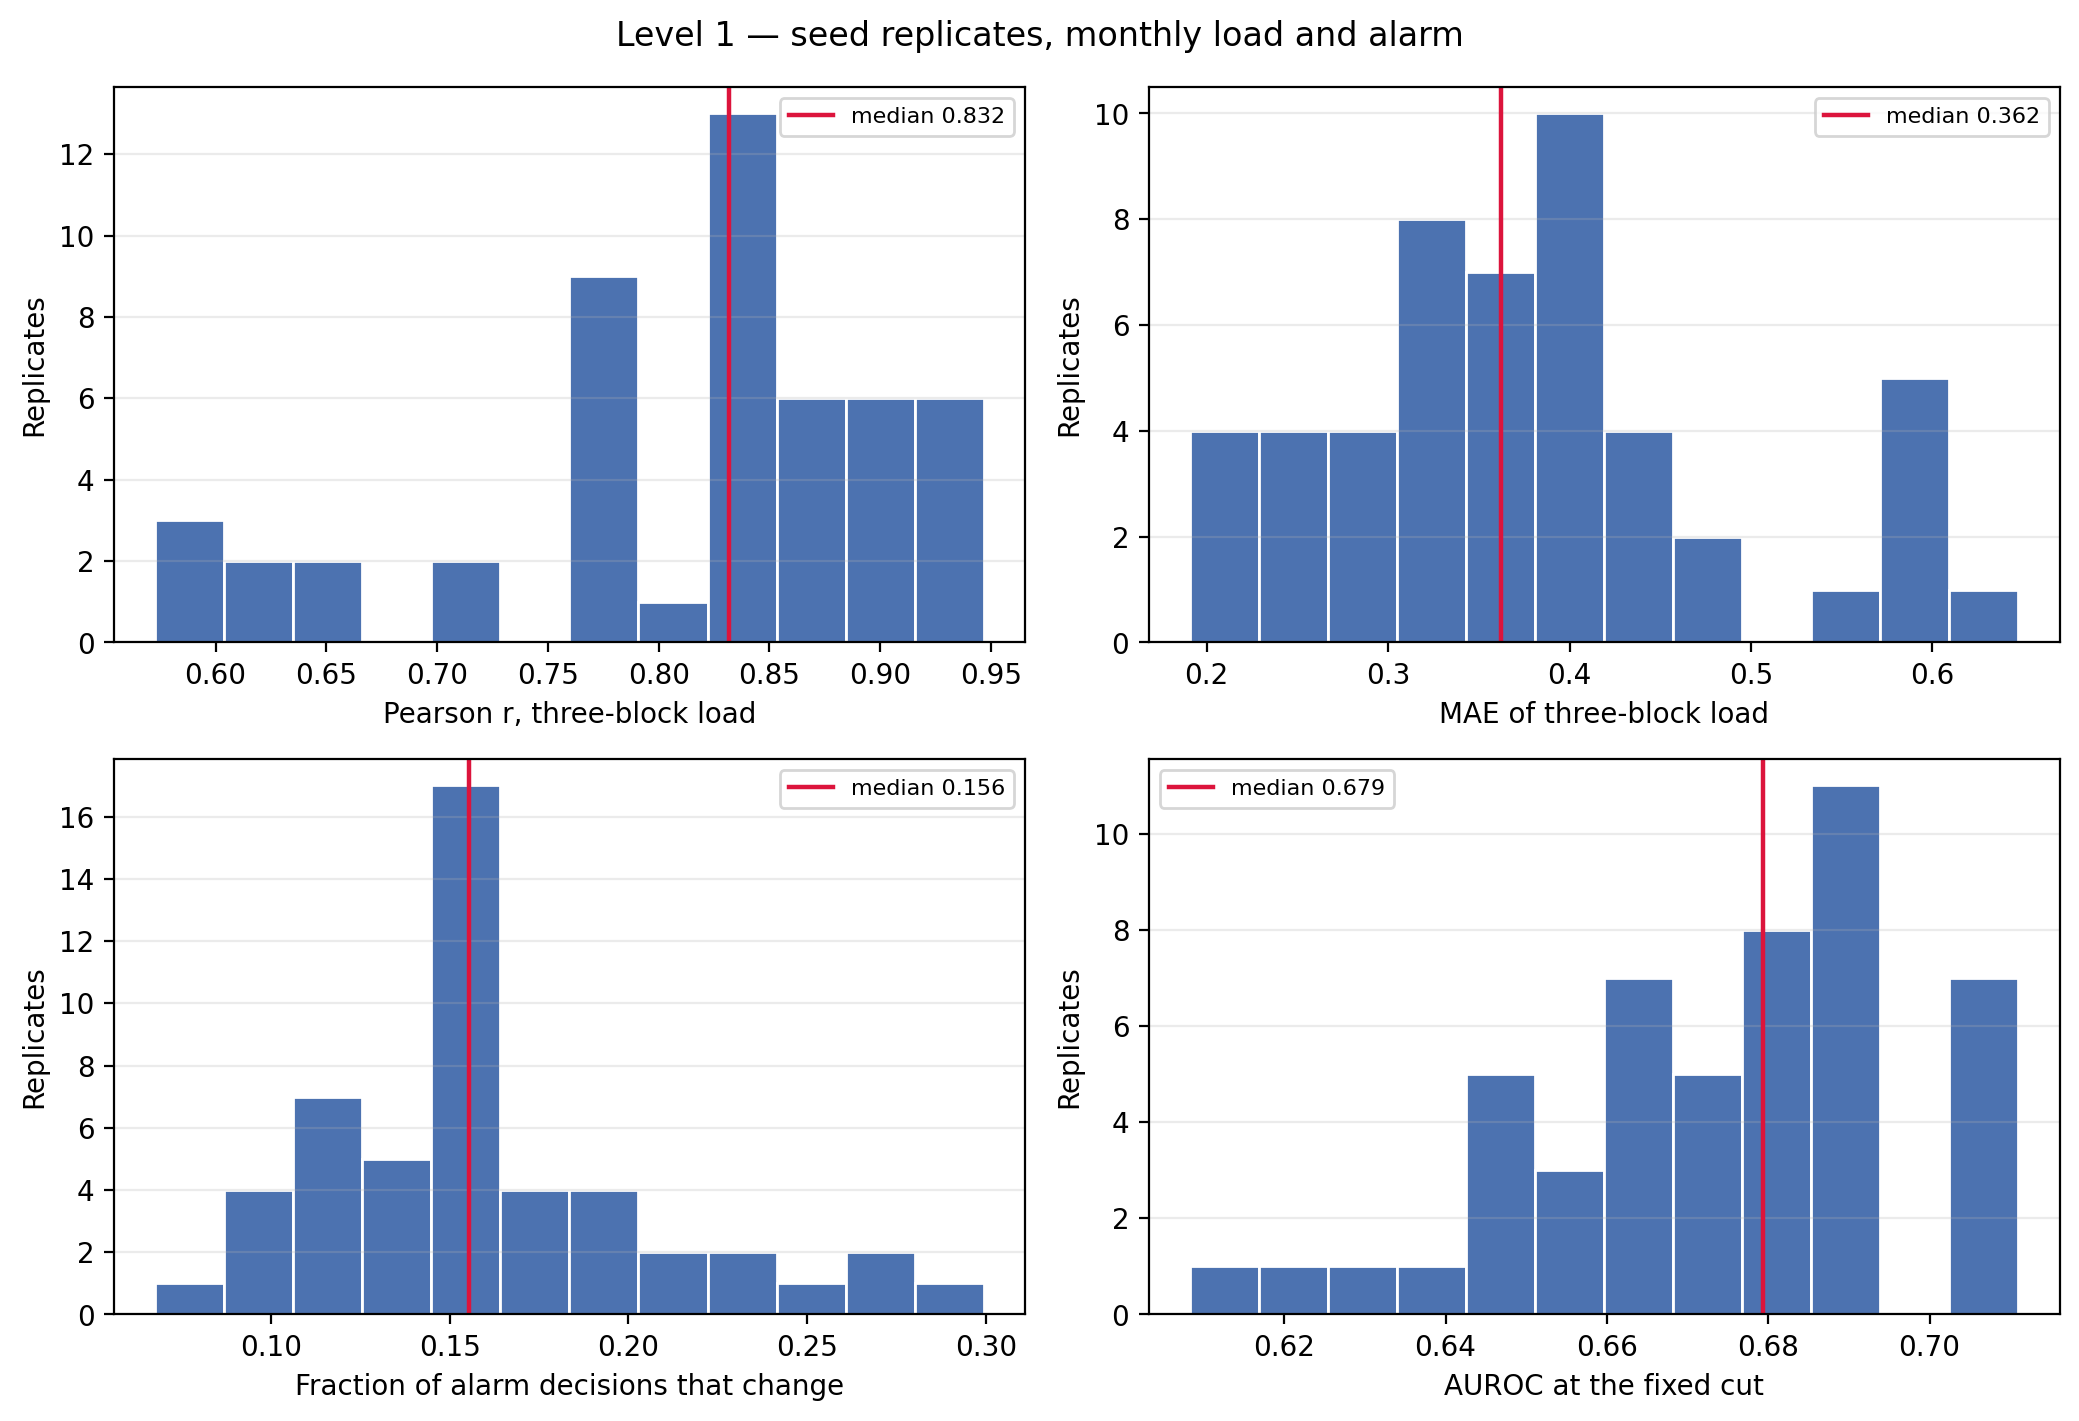 Level 1 — seed replicates, monthly load and alarm
median 0.832
Replicates
0
2
4
6
8
10
12
0.60 0.65 0.70 0.75 0.80 0.85 0.90 0.95
Pearson r, three-block load
median 0.362
Replicates
0
2
4
6
8
10
0.2 0.3 0.4 0.5 0.6
MAE of three-block load
median 0.156
Replicates
0
2
4
6
8
10
12
14
16
0.10 0.15 0.20 0.25 0.30
Fraction of alarm decisions that change
median 0.679
Replicates
0
2
4
6
8
10
0.62 0.64 0.66 0.68 0.70
AUROC at the fixed cut